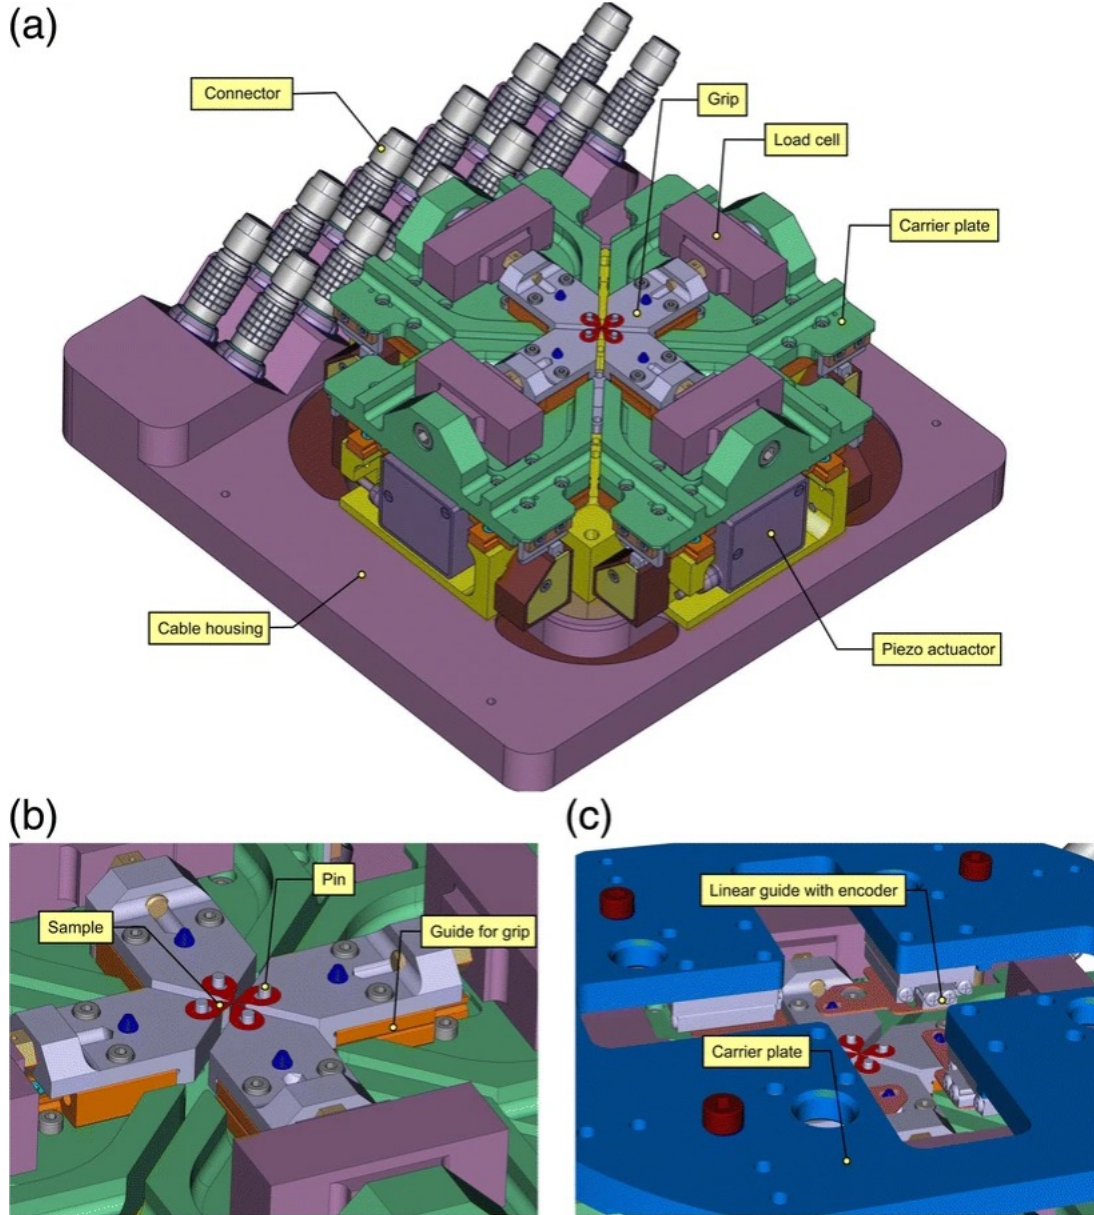 (a)
Connector
Grip
Load cell
Carrier plate
Cable housing
Piezo actuactor
(b)
(c)
Pin
Sample
Guide for grip
Linear guide with encoder
Carrier plate